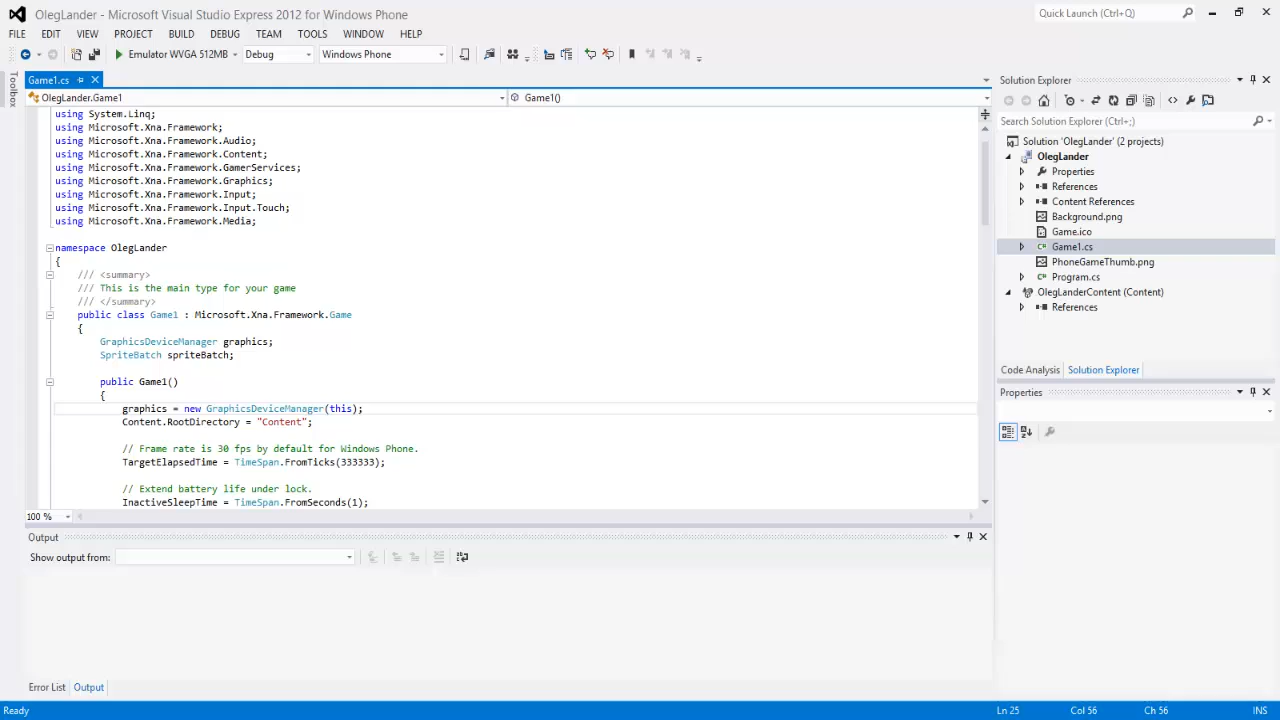 OlegLander - Microsoft Visual Studio Express 2012 for Windows Phone
Quick Launch (Ctrl+Q)
FILE EDIT VIEW PROJECT BUILD DEBUG TEAM TOOLS WINDOW HELP
Emulator WVGA 512MB Debug Windows Phone
Toolbox
Game1.cs
OlegLander.Game1 Game1()
using System.Linq;
using Microsoft.Xna.Framework;
using Microsoft.Xna.Framework.Audio;
using Microsoft.Xna.Framework.Content;
using Microsoft.Xna.Framework.GamerServices;
using Microsoft.Xna.Framework.Graphics;
using Microsoft.Xna.Framework.Input;
using Microsoft.Xna.Framework.Input.Touch;
using Microsoft.Xna.Framework.Media;
namespace OlegLander
{
/// <summary>
/// This is the main type for your game
/// </summary>
public class Game1 : Microsoft.Xna.Framework.Game
{
GraphicsDeviceManager graphics;
SpriteBatch spriteBatch;
public Game1()
{
graphics = new GraphicsDeviceManager(this);
Content.RootDirectory = "Content";
// Frame rate is 30 fps by default for Windows Phone.
TargetElapsedTime = TimeSpan.FromTicks(333333);
// Extend battery life under lock.
InactiveSleepTime = TimeSpan.FromSeconds(1);
100 %
Output
Show output from:
Error List Output
Solution Explorer
Search Solution Explorer (Ctrl+;)
Solution 'OlegLander' (2 projects)
OlegLander
Properties
References
Content References
Background.png
Game.ico
Game1.cs
PhoneGameThumb.png
Program.cs
OlegLanderContent (Content)
References
Code Analysis Solution Explorer
Properties
Ready Ln 25 Col 56 Ch 56 INS